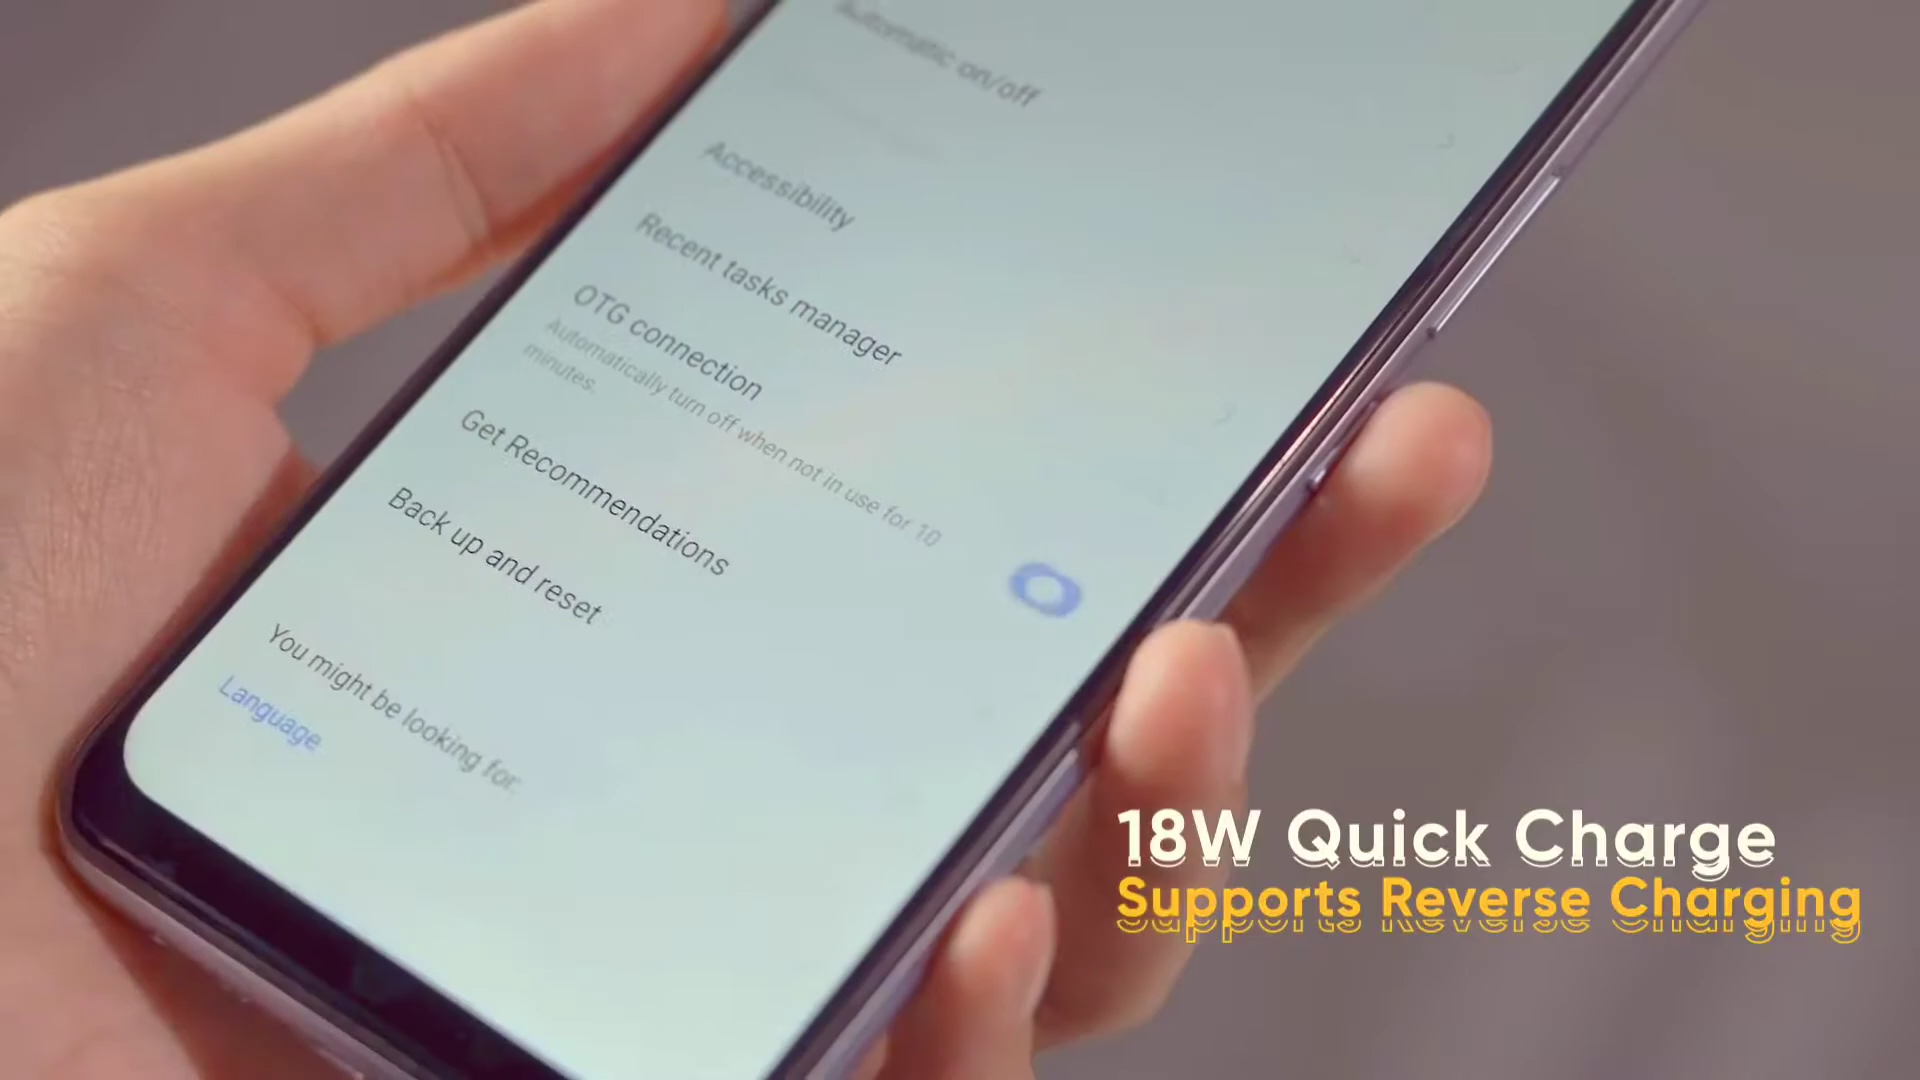 Automatic on/off
Accessibility
Recent tasks manager
OTG connection
Automatically turn off when not in use for 10
minutes.
Get Recommendations
Back up and reset
You might be looking for:
Language
18W Quick Charge
Supports Reverse Charging